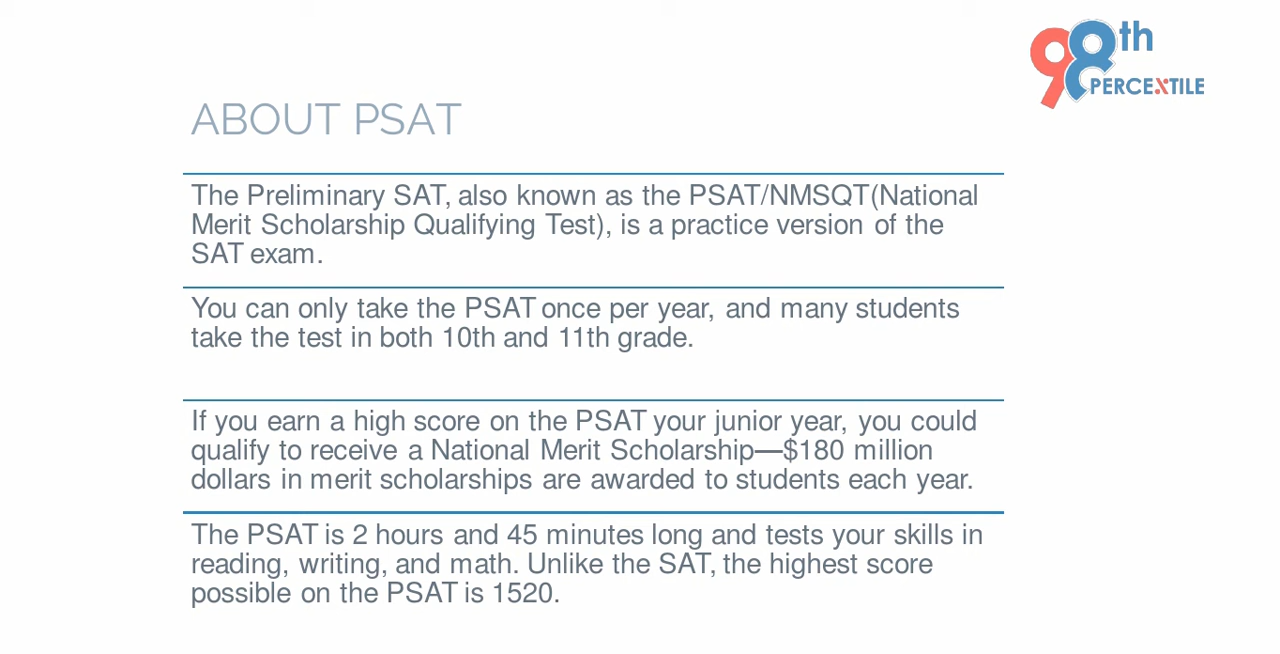 98th
PERCEXTILE
ABOUT PSAT
The Preliminary SAT, also known as the PSAT/NMSQT(National
Merit Scholarship Qualifying Test), is a practice version of the
SAT exam.
You can only take the PSAT once per year, and many students
take the test in both 10th and 11th grade.
If you earn a high score on the PSAT your junior year, you could
qualify to receive a National Merit Scholarship—$180 million
dollars in merit scholarships are awarded to students each year.
The PSAT is 2 hours and 45 minutes long and tests your skills in
reading, writing, and math. Unlike the SAT, the highest score
possible on the PSAT is 1520.